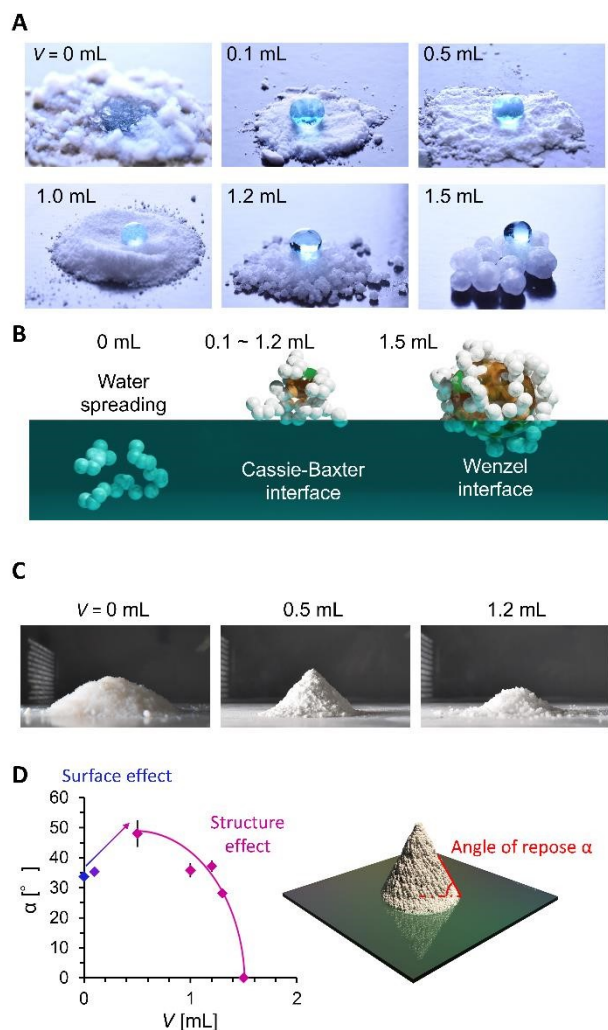 A
V = 0 mL
0.1 mL
0.5 mL
1.0 mL
1.2 mL
1.5 mL
B
0 mL
0.1 ~ 1.2 mL
1.5 mL
Water
spreading
Cassie-Baxter
interface
Wenzel
interface
C
V = 0 mL
0.5 mL
1.2 mL
D
Surface effect
Structure
effect
60
50
40
30
20
10
0
α [°]
0
1
2
V [mL]
Angle of repose α